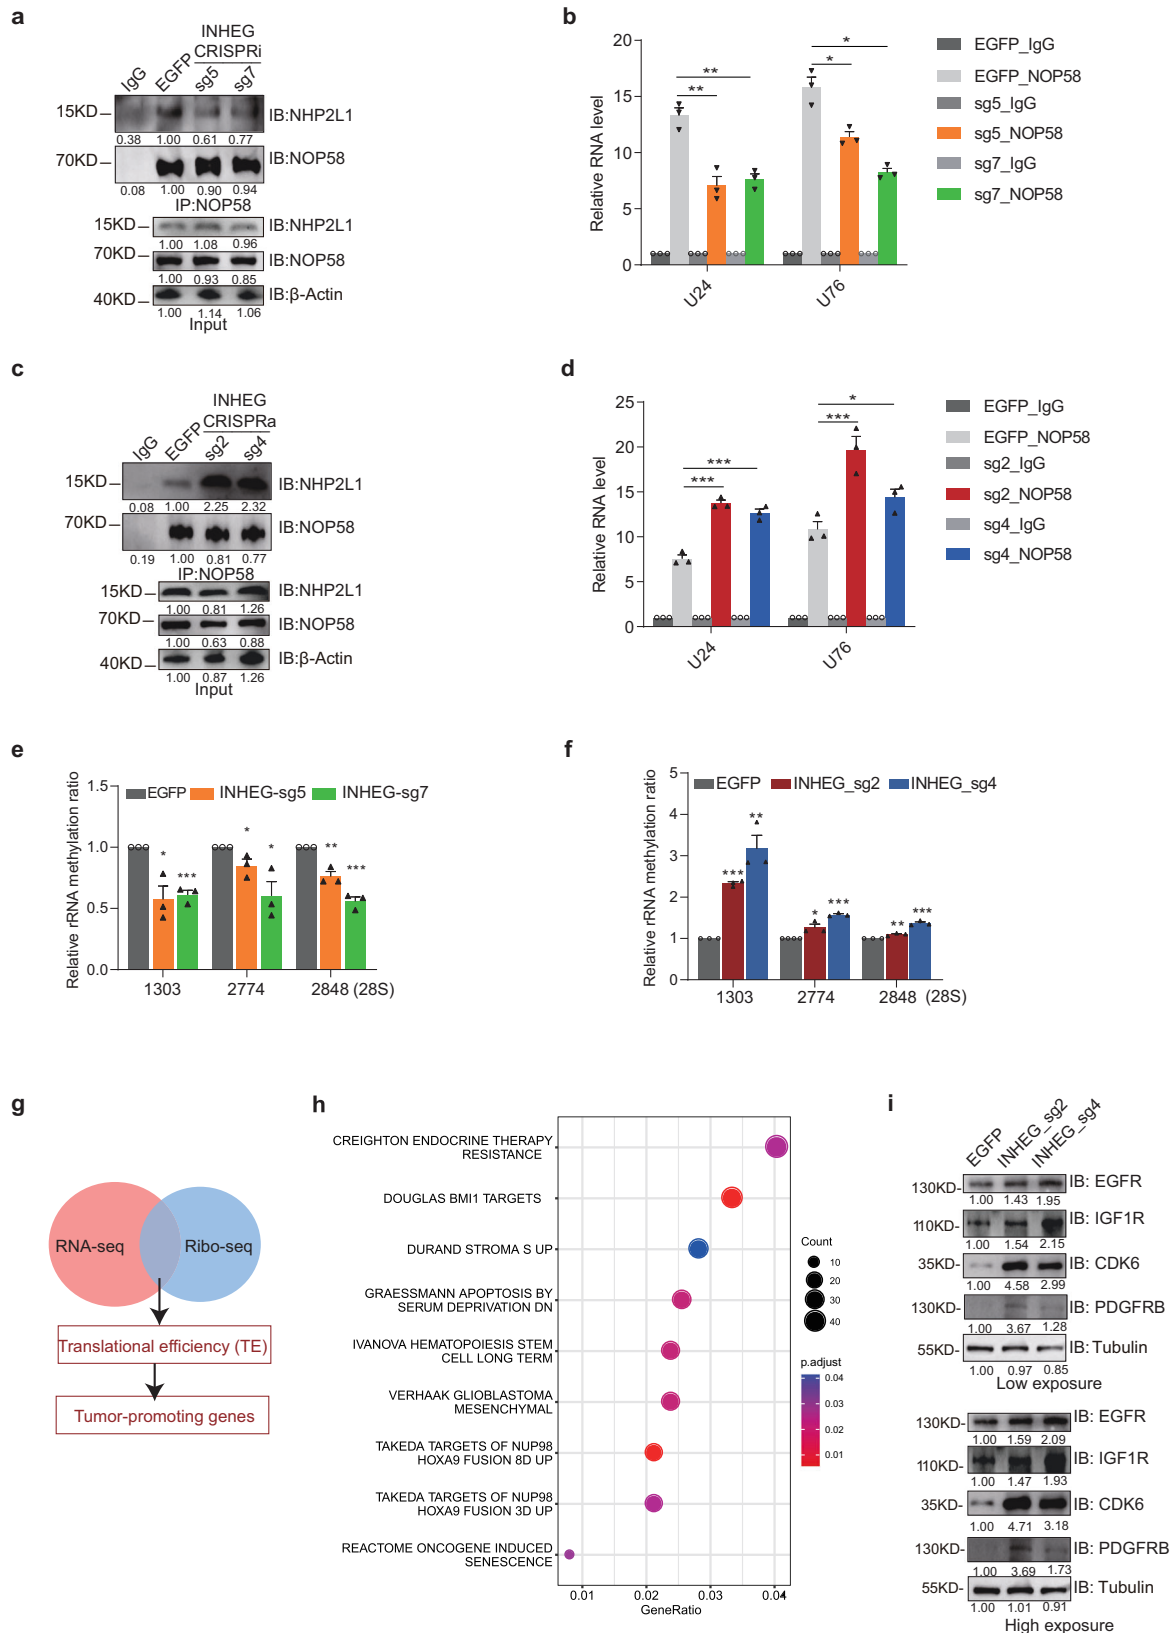 a
INHEG
CRISPRi
IgG
EGFP
sg5
sg7
15KD
IB:NHP2L1
0.38 1.00 0.61 0.77
70KD
IB:NOP58
0.08 1.00 0.90 0.94
IP:NOP58
15KD
IB:NHP2L1
1.00 1.08 0.96
70KD
IB:NOP58
1.00 0.93 0.85
40KD
IB:β-Actin
1.00 1.14 1.06
Input
b
Relative RNA level
20
15
10
5
0
**
**
*
*
U24
U76
EGFP_IgG
EGFP_NOP58
sg5_IgG
sg5_NOP58
sg7_IgG
sg7_NOP58
c
INHEG
CRISPRa
IgG
EGFP
sg2
sg4
15KD
IB:NHP2L1
0.08 1.00 2.25 2.32
70KD
IB:NOP58
0.19 1.00 0.81 0.77
IP:NOP58
15KD
IB:NHP2L1
1.00 0.81 1.26
70KD
IB:NOP58
1.00 0.63 0.88
40KD
IB:β-Actin
1.00 0.87 1.26
Input
d
Relative RNA level
25
20
15
10
5
0
***
***
*
***
U24
U76
EGFP_IgG
EGFP_NOP58
sg2_IgG
sg2_NOP58
sg4_IgG
sg4_NOP58
e
Relative rRNA methylation ratio
1.5
1.0
0.5
0.0
EGFP INHEG-sg5 INHEG-sg7
* *** * * ** ***
1303 2774 2848 (28S)
f
Relative rRNA methylation ratio
5
4
3
2
1
0
EGFP INHEG_sg2 INHEG_sg4
*** ** * *** ** ***
1303 2774 2848 (28S)
g
RNA-seq
Ribo-seq
Translational efficiency (TE)
Tumor-promoting genes
h
CREIGHTON ENDOCRINE THERAPY
RESISTANCE
DOUGLAS BMI1 TARGETS
DURAND STROMA S UP
GRAESSMANN APOPTOSIS BY
SERUM DEPRIVATION DN
IVANOVA HEMATOPOIESIS STEM
CELL LONG TERM
VERHAAK GLIOBLASTOMA
MESENCHYMAL
TAKEDA TARGETS OF NUP98
HOXA9 FUSION 8D UP
TAKEDA TARGETS OF NUP98
HOXA9 FUSION 3D UP
REACTOME ONCOGENE INDUCED
SENESCENCE
0.01 0.02 0.03 0.04
GeneRatio
Count
10
20
30
40
p.adjust
0.04
0.03
0.02
0.01
i
EGFP
INHEG_sg2
INHEG_sg4
130KD-
IB: EGFR
1.00 1.43 1.95
110KD-
IB: IGF1R
1.00 1.54 2.15
35KD-
IB: CDK6
1.00 4.58 2.99
130KD-
IB: PDGFRB
1.00 3.67 1.28
55KD-
IB: Tubulin
1.00 0.97 0.85
Low exposure
130KD-
IB: EGFR
1.00 1.59 2.09
110KD-
IB: IGF1R
1.00 1.47 1.93
35KD-
IB: CDK6
1.00 4.71 3.18
130KD-
IB: PDGFRB
1.00 3.69 1.73
55KD-
IB: Tubulin
1.00 1.01 0.91
High exposure